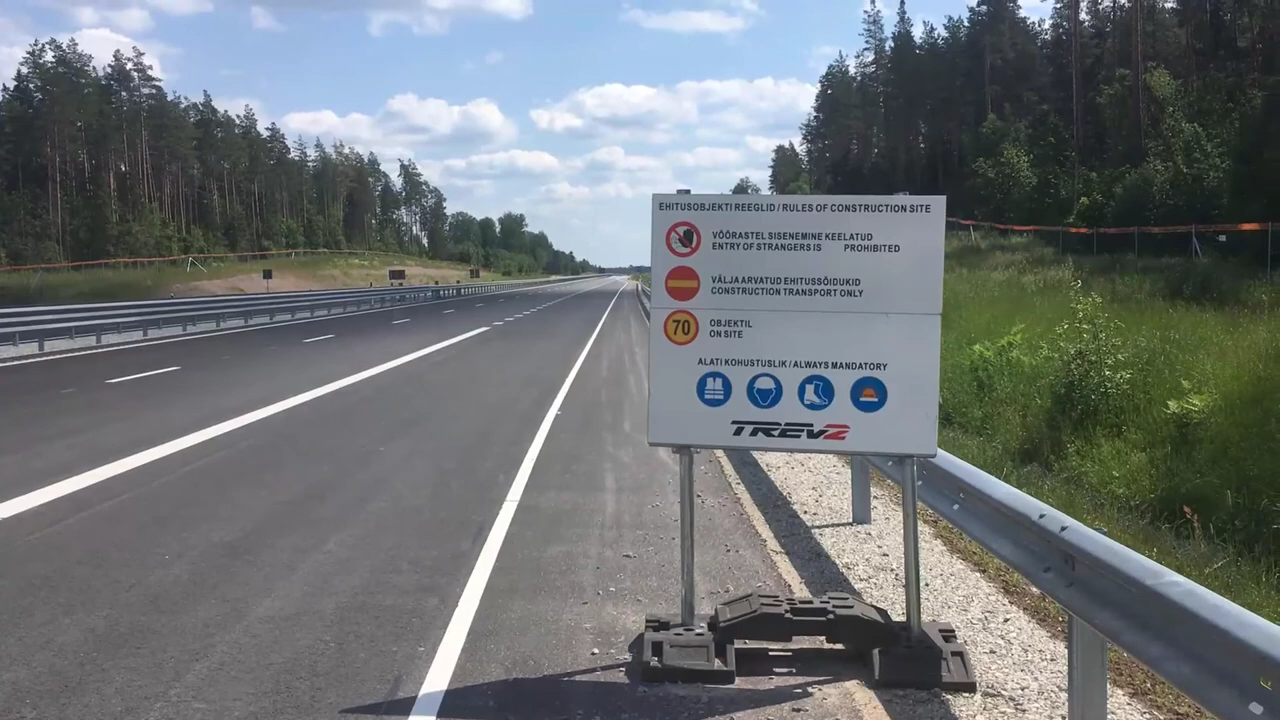 EHITUSOBJEKTI REEGLID / RULES OF CONSTRUCTION SITE
VÕÕRASTEL SISENEMINE KEELATUD
ENTRY OF STRANGERS IS PROHIBITED
VÄLJA ARVATUD EHITUSSÕIDUKID
CONSTRUCTION TRANSPORT ONLY
70
OBJEKTIL
ON SITE
ALATI KOHUSTUSLIK / ALWAYS MANDATORY
TREV2